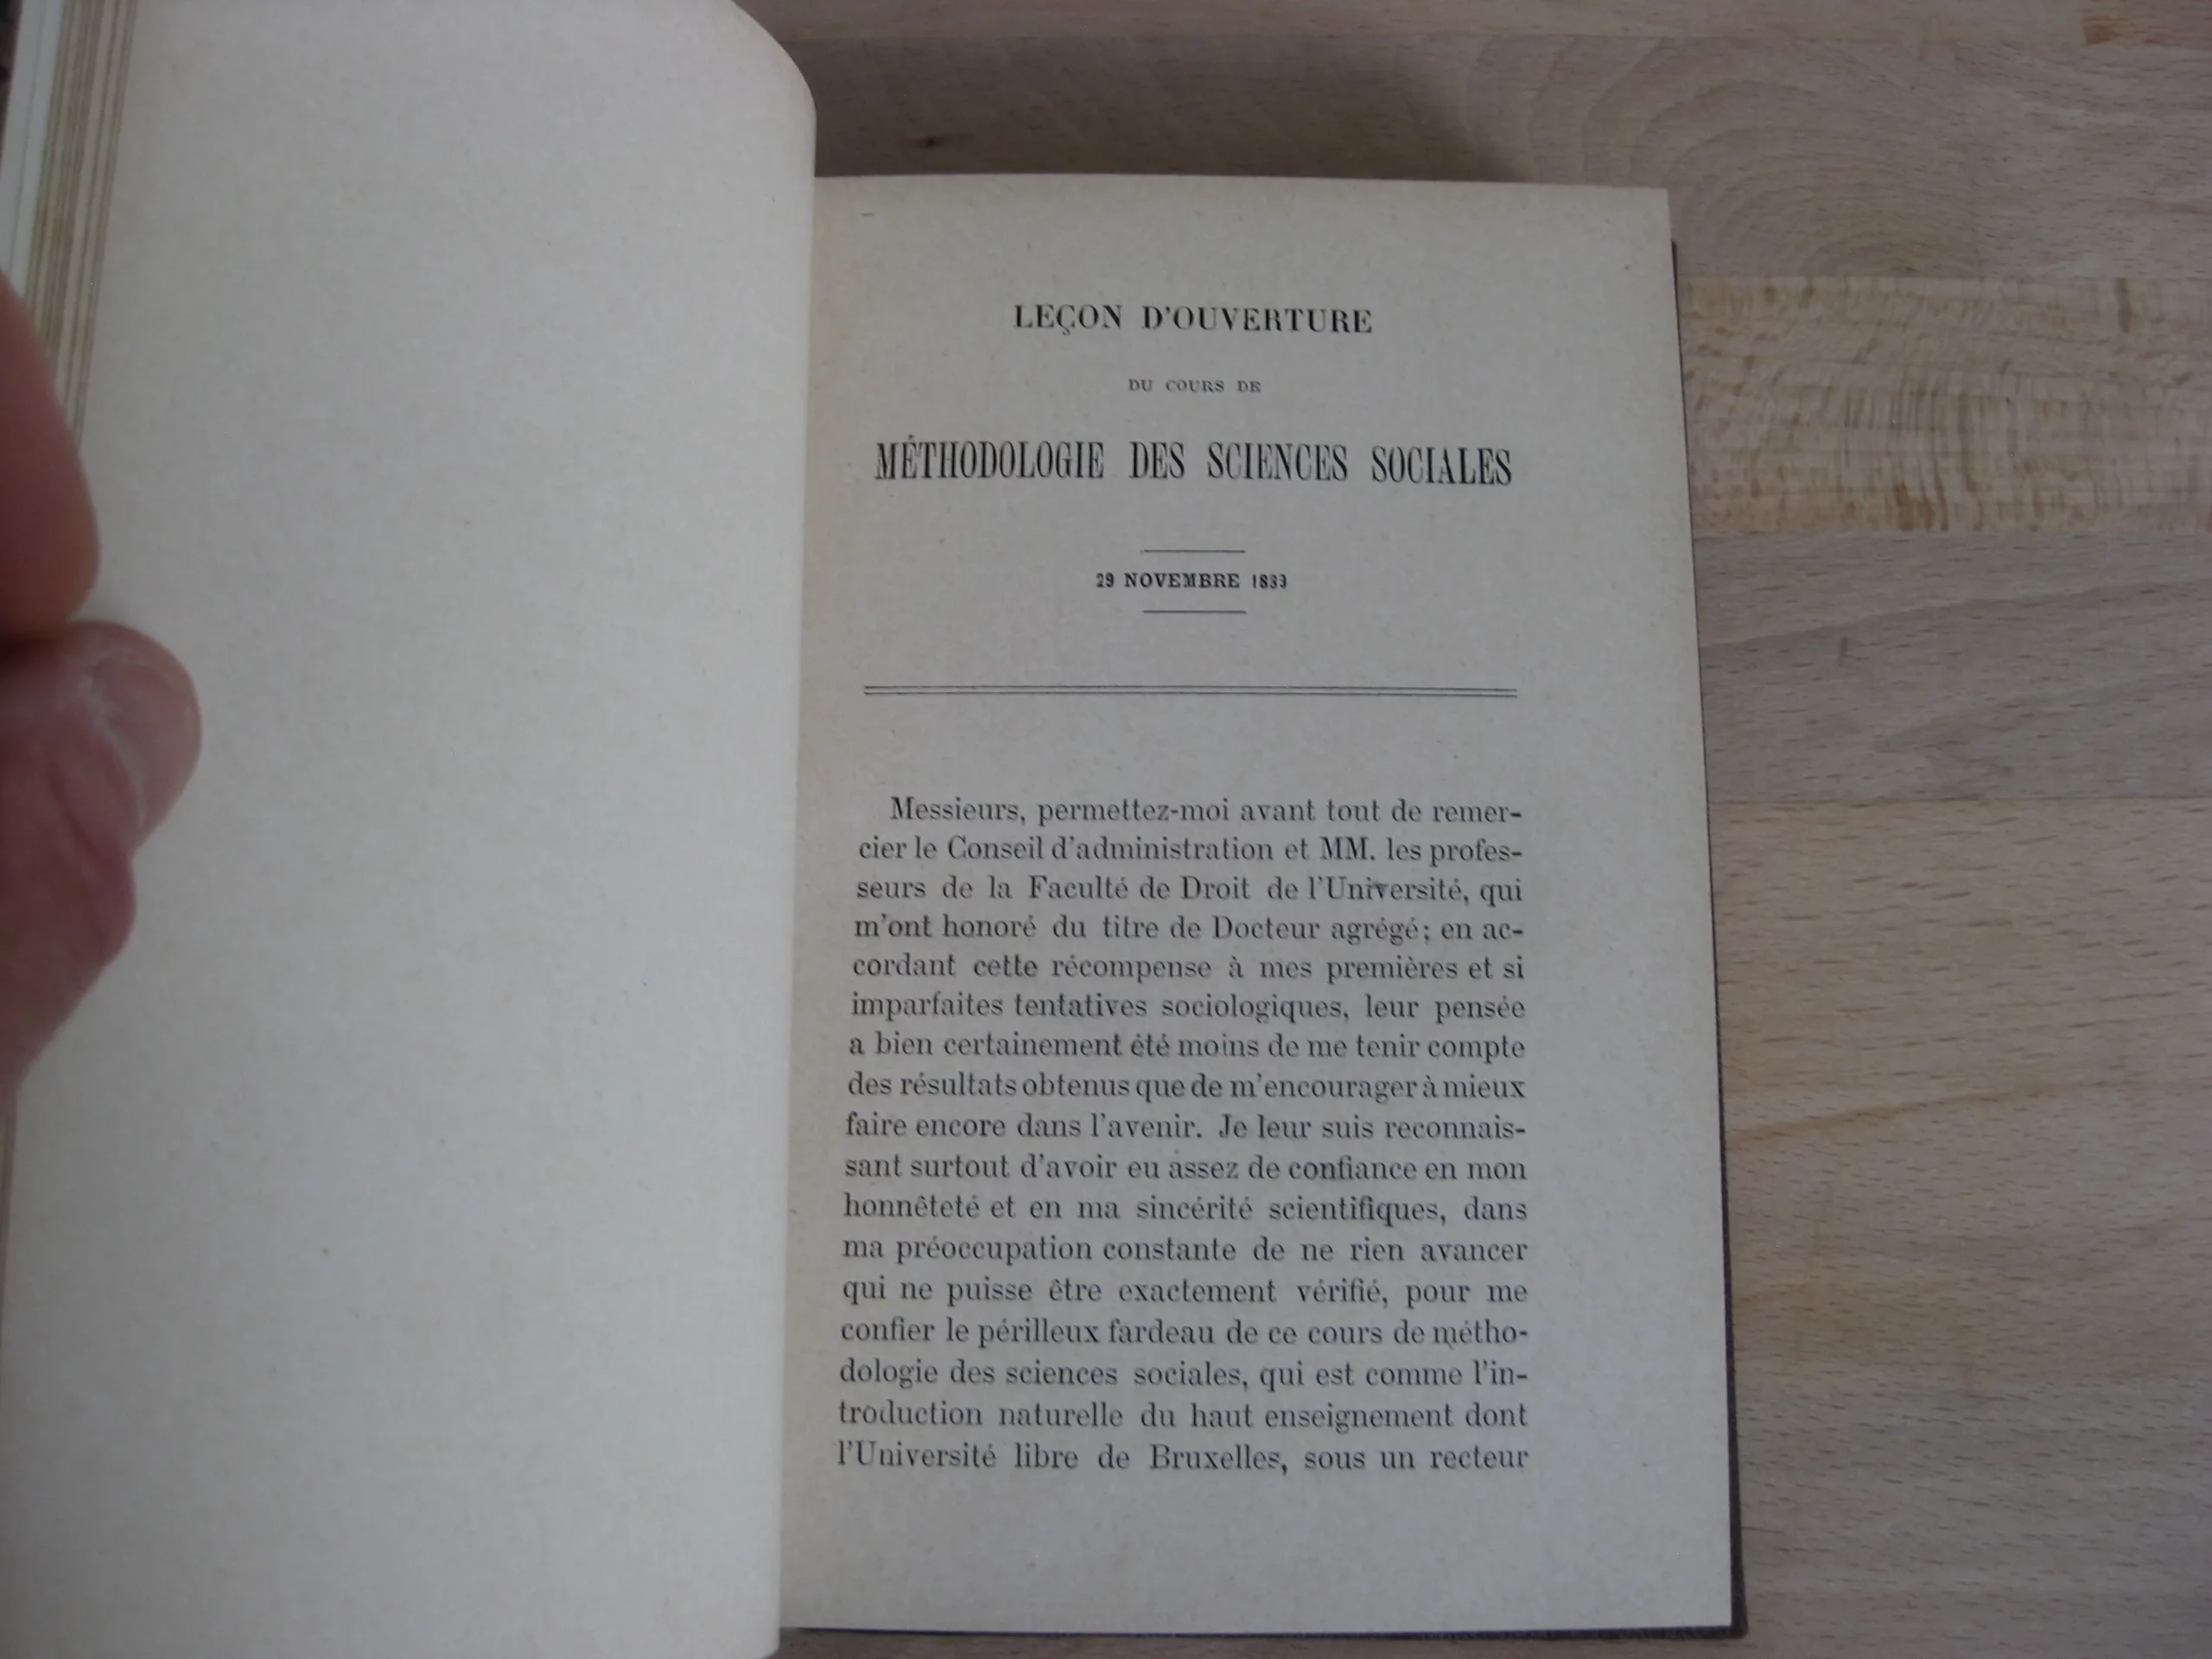 LEÇON D'OUVERTURE
DU COURS DE
MÉTHODOLOGIE DES SCIENCES SOCIALES
29 NOVEMBRE 1889
Messieurs, permettez-moi avant tout de remer-
cier le Conseil d'administration et MM. les profes-
seurs de la Faculté de Droit de l'Université, qui
m'ont honoré du titre de Docteur agrégé; en ac-
cordant cette récompense à mes premières et si
imparfaites tentatives sociologiques, leur pensée
a bien certainement été moins de me tenir compte
des résultats obtenus que de m'encourager à mieux
faire encore dans l'avenir. Je leur suis reconnais-
sant surtout d'avoir eu assez de confiance en mon
honnêteté et en ma sincérité scientifiques, dans
ma préoccupation constante de ne rien avancer
qui ne puisse être exactement vérifié, pour me
confier le périlleux fardeau de ce cours de métho-
dologie des sciences sociales, qui est comme l'in-
troduction naturelle du haut enseignement dont
l'Université libre de Bruxelles, sous un recteur